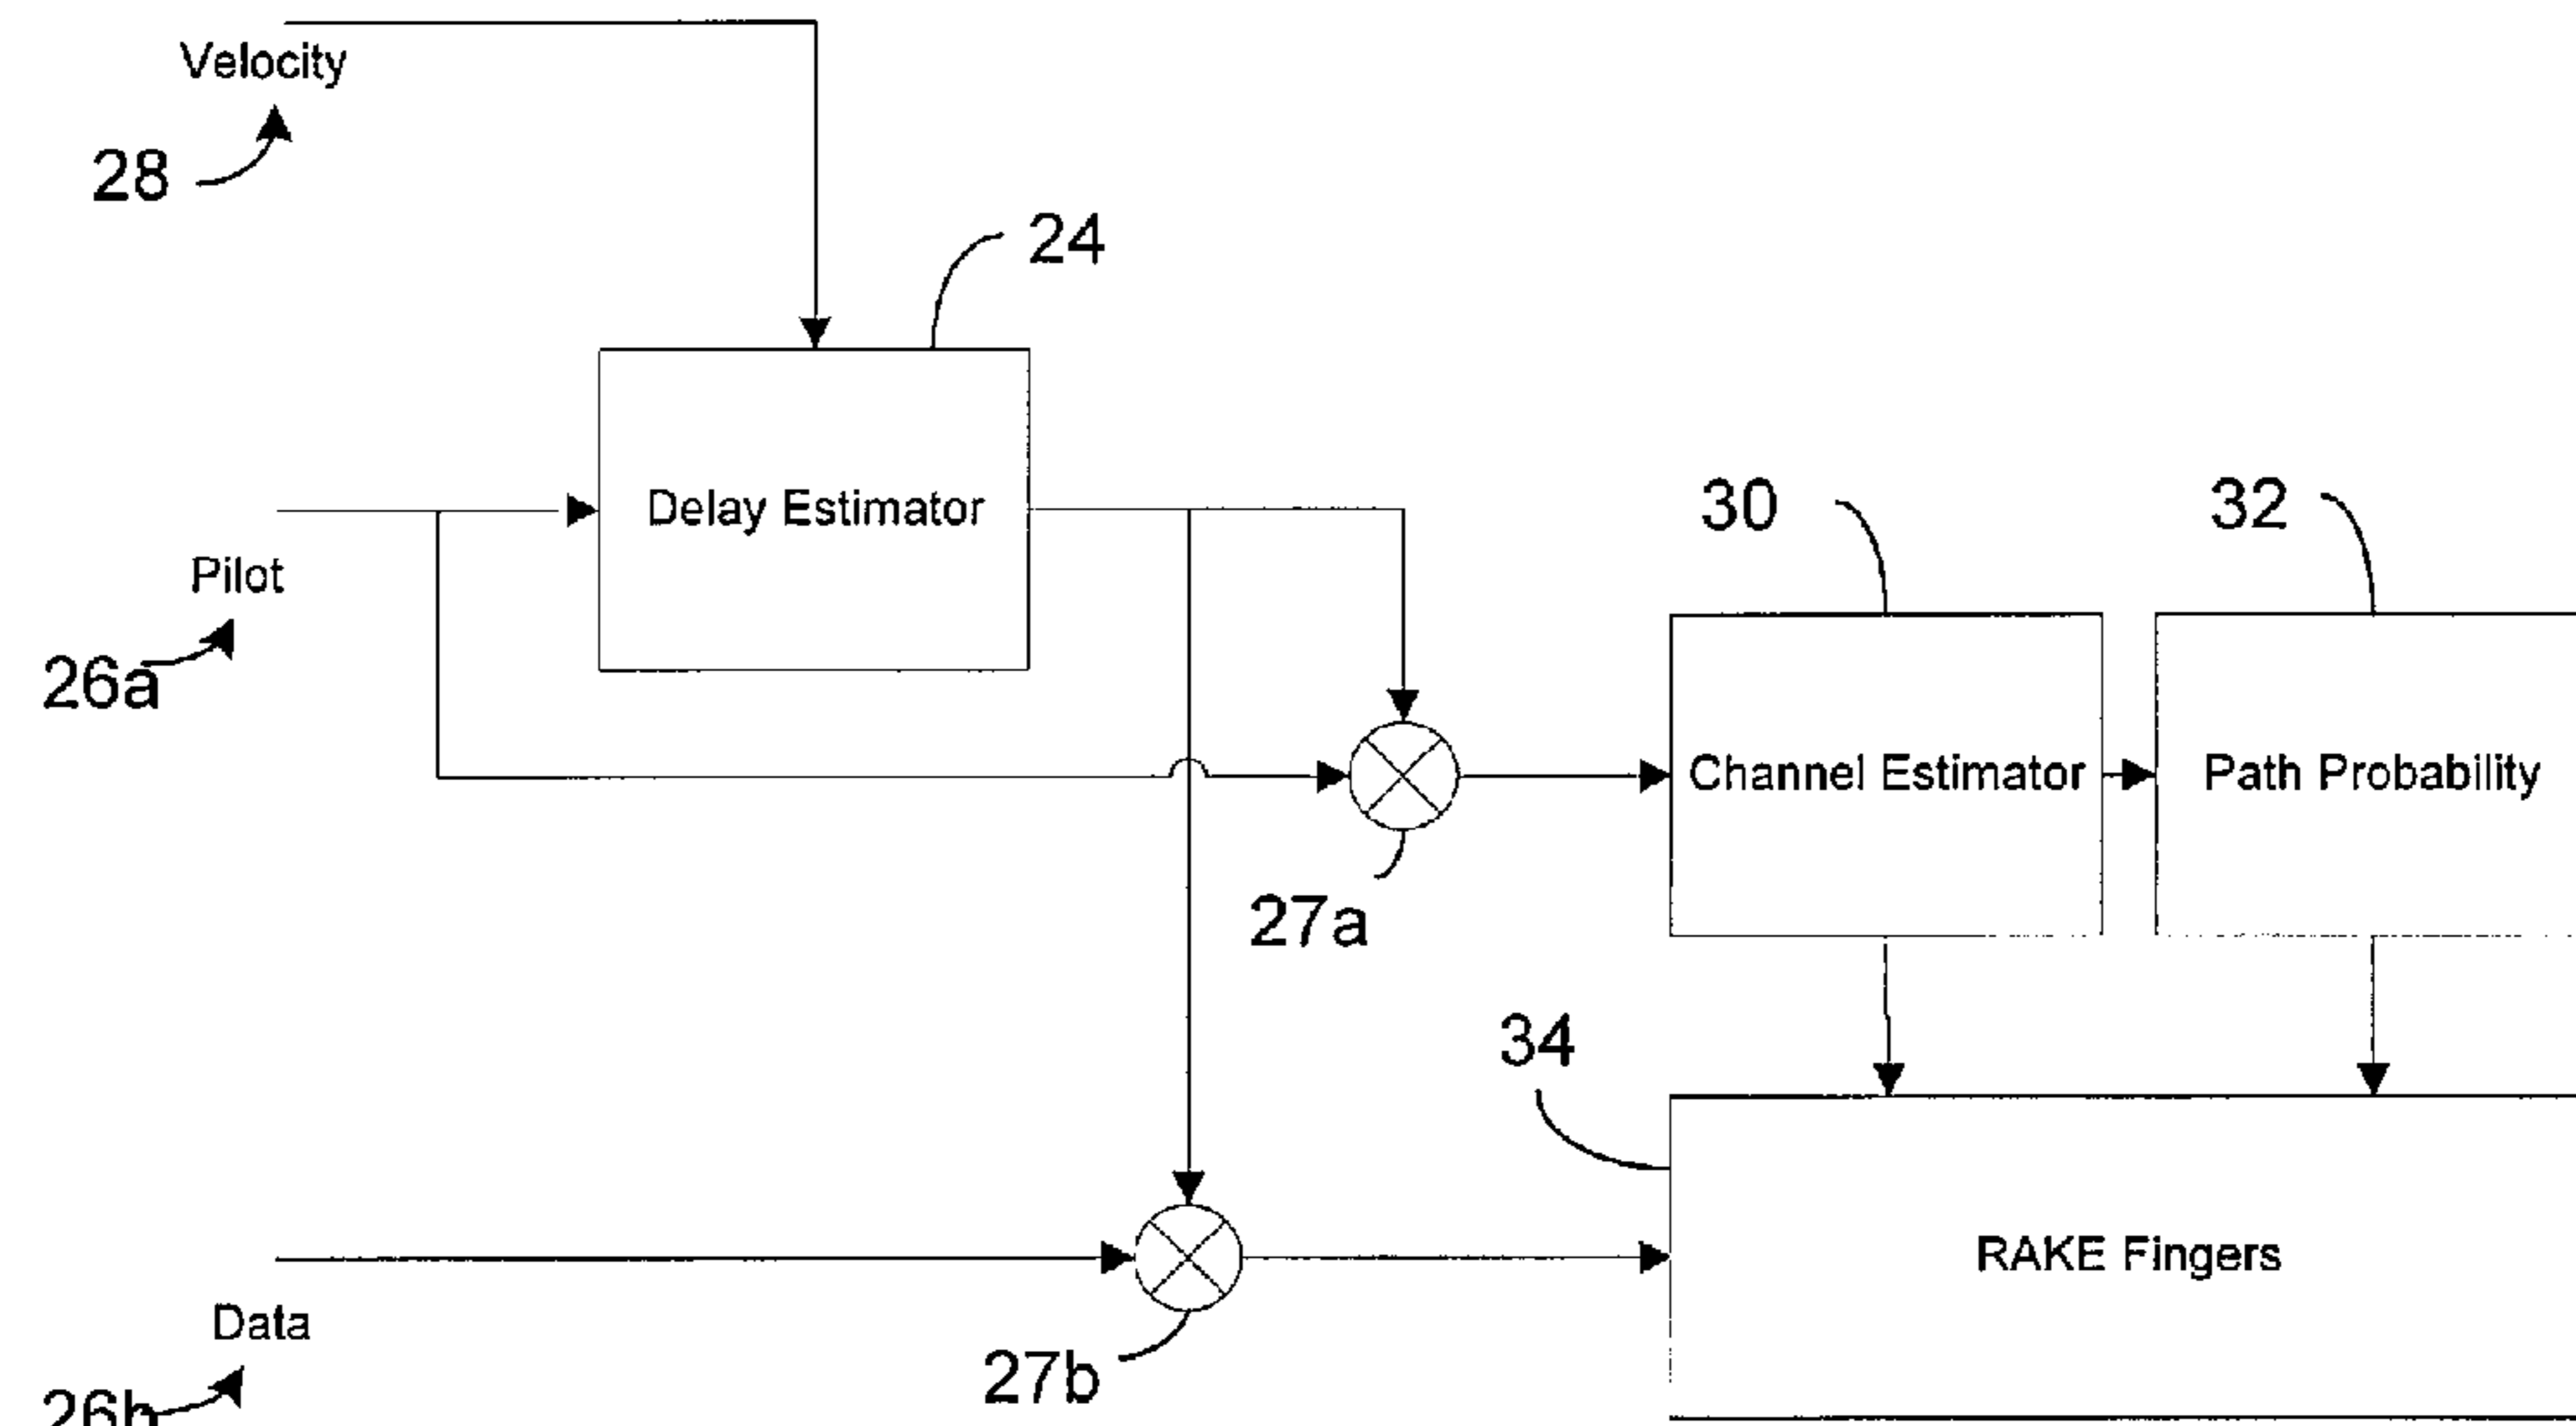 Velocity
28
24
Delay Estimator
Pilot
26a
30
32
Channel Estimator
Path Probability
27a
34
RAKE Fingers
Data
27b
26b